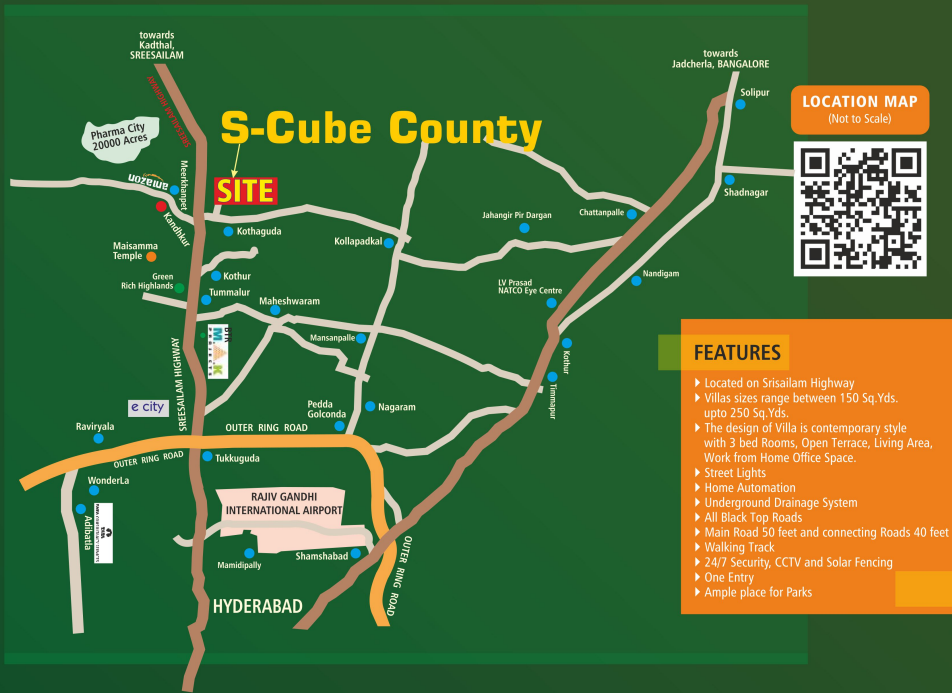 towards
Kadthal,
SREESAILAM
SREESAILAM HIGHWAY
towards
Jadcherla, BANGALORE
Solipur
LOCATION MAP
(Not to Scale)
S-Cube County
Pharma City
20000 Acres
amazon
Meerkhanpet
SITE
Kandhkur
Shadnagar
Kothaguda
Kollapadkal
Jahangir Pir Dargan
Chattanpalle
Maisamma
Temple
Green
Rich Highlands
Kothur
Tummalur
Maheshwaram
LV Prasad
NATCO Eye Centre
Nandigam
Mansanpalle
BTR
M.A.K
SREESAILAM HIGHWAY
Kothur
Timmapur
e city
Pedda
Golconda
Nagaram
Raviryala
OUTER RING ROAD
OUTER RING ROAD
Tukkuguda
WonderLa
Adibatla
RAJIV GANDHI
INTERNATIONAL AIRPORT
Mamidipally
Shamshabad
OUTER RING ROAD
HYDERABAD
FEATURES
Located on Srisailam Highway
Villas sizes range between 150 Sq.Yds.
upto 250 Sq.Yds.
The design of Villa is contemporary style
with 3 bed Rooms, Open Terrace, Living Area,
Work from Home Office Space.
Street Lights
Home Automation
Underground Drainage System
All Black Top Roads
Main Road 50 feet and connecting Roads 40 feet
Walking Track
24/7 Security, CCTV and Solar Fencing
One Entry
Ample place for Parks